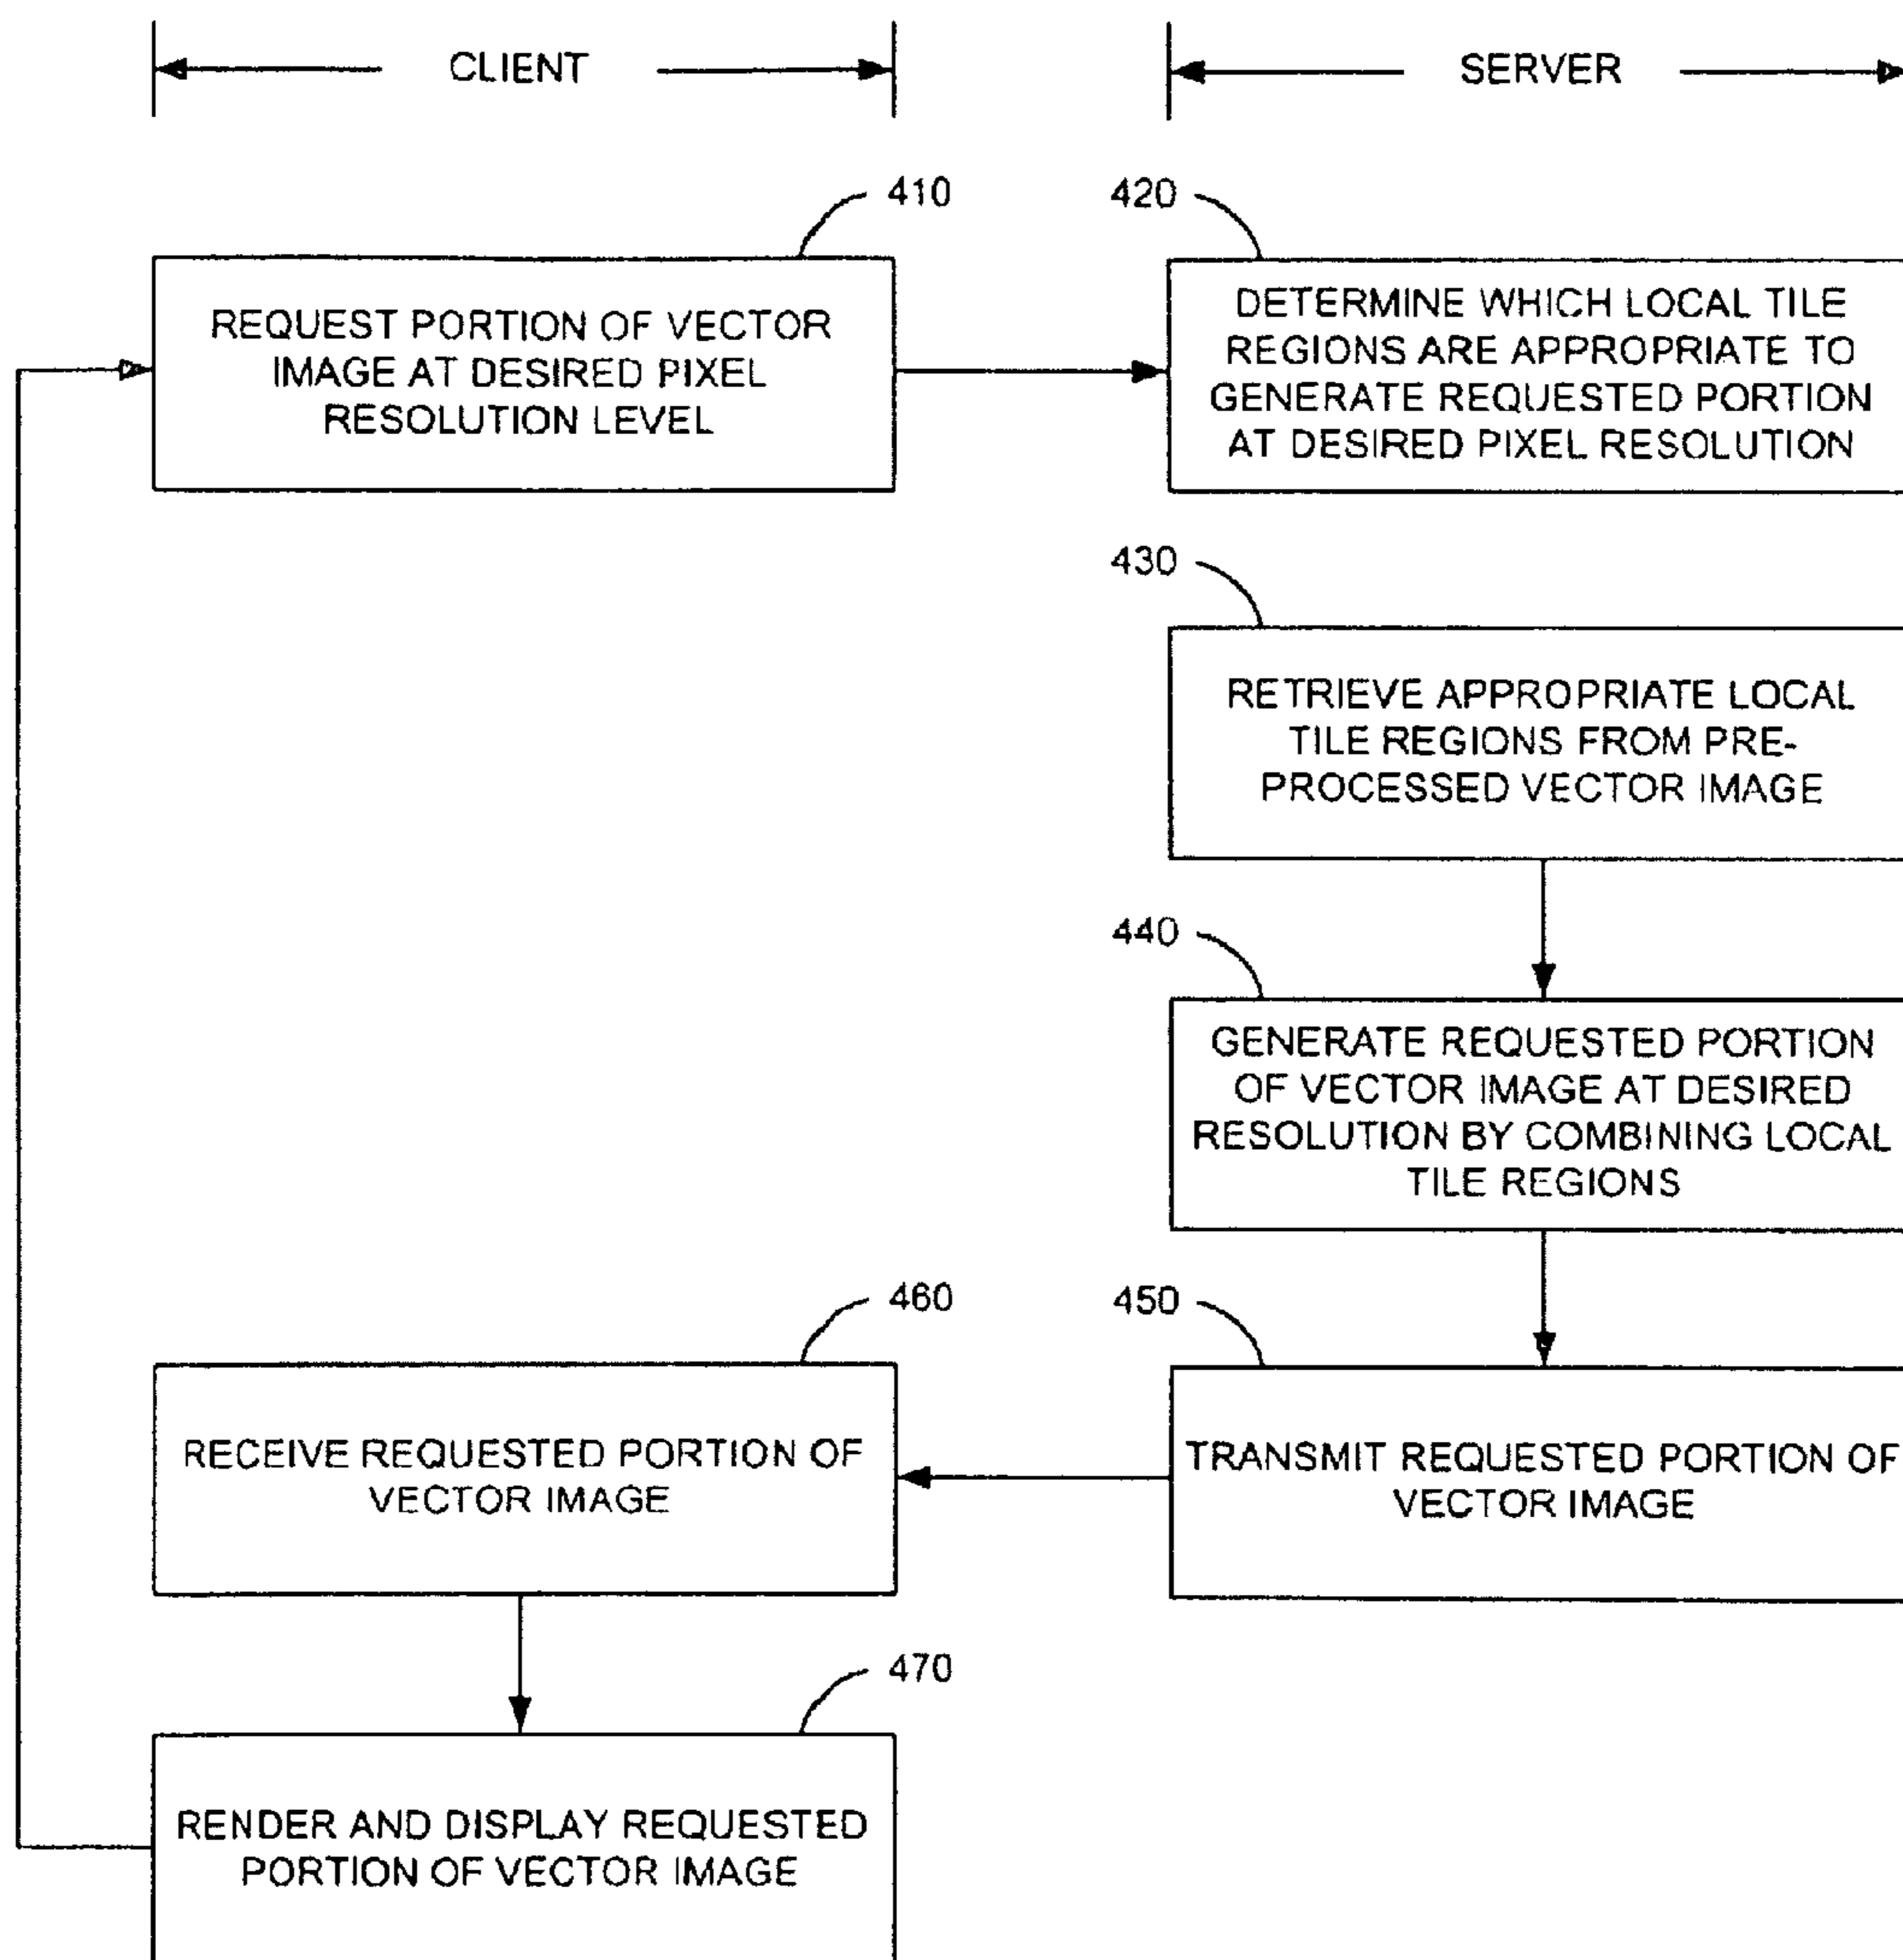 CLIENT
SERVER
410
420
REQUEST PORTION OF VECTOR
IMAGE AT DESIRED PIXEL
RESOLUTION LEVEL
DETERMINE WHICH LOCAL TILE
REGIONS ARE APPROPRIATE TO
GENERATE REQUESTED PORTION
AT DESIRED PIXEL RESOLUTION
430
RETRIEVE APPROPRIATE LOCAL
TILE REGIONS FROM PRE-
PROCESSED VECTOR IMAGE
440
GENERATE REQUESTED PORTION
OF VECTOR IMAGE AT DESIRED
RESOLUTION BY COMBINING LOCAL
TILE REGIONS
460
450
RECEIVE REQUESTED PORTION OF
VECTOR IMAGE
TRANSMIT REQUESTED PORTION OF
VECTOR IMAGE
470
RENDER AND DISPLAY REQUESTED
PORTION OF VECTOR IMAGE